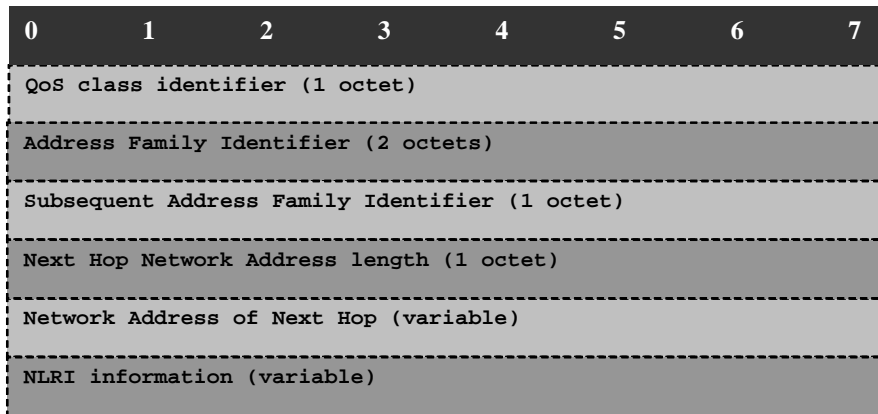 0 1 2 3 4 5 6 7
QoS class identifier (1 octet)
Address Family Identifier (2 octets)
Subsequent Address Family Identifier (1 octet)
Next Hop Network Address length (1 octet)
Network Address of Next Hop (variable)
NLRI information (variable)